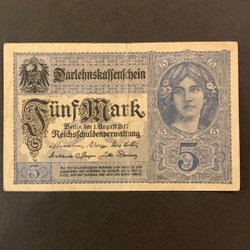 Darlehnskassenschein
Fünf Mark
Berlin den 1. August 1917
Reichsschuldenverwaltung
5 5